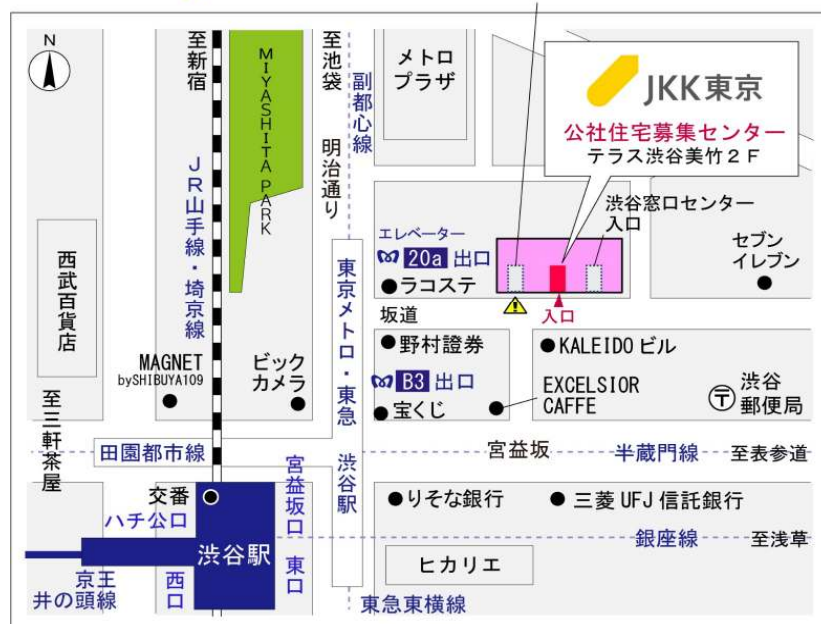 N
至新宿
MIYASHITA PARK
至池袋
副都心線
明治通り
メトロ
プラザ
JKK東京
公社住宅募集センター
テラス渋谷美竹2F
JR山手線・埼京線
西武百貨店
エレベーター
20a 出口
ラコステ
渋谷窓口センター
入口
セブン
イレブン
入口
坂道
東京メトロ・東急 渋谷駅
MAGNET
bySHIBUYA109
ビック
カメラ
野村證券
KALEIDO ビル
B3 出口
宝くじ
EXCELSIOR
CAFFE
渋谷
郵便局
至三軒茶屋
田園都市線
宮益坂
半蔵門線
至表参道
交番
ハチ公口
宮益坂口
りそな銀行
三菱UFJ信託銀行
渋谷駅
銀座線
至浅草
京王
井の頭線
西口
東口
ヒカリエ
東急東横線